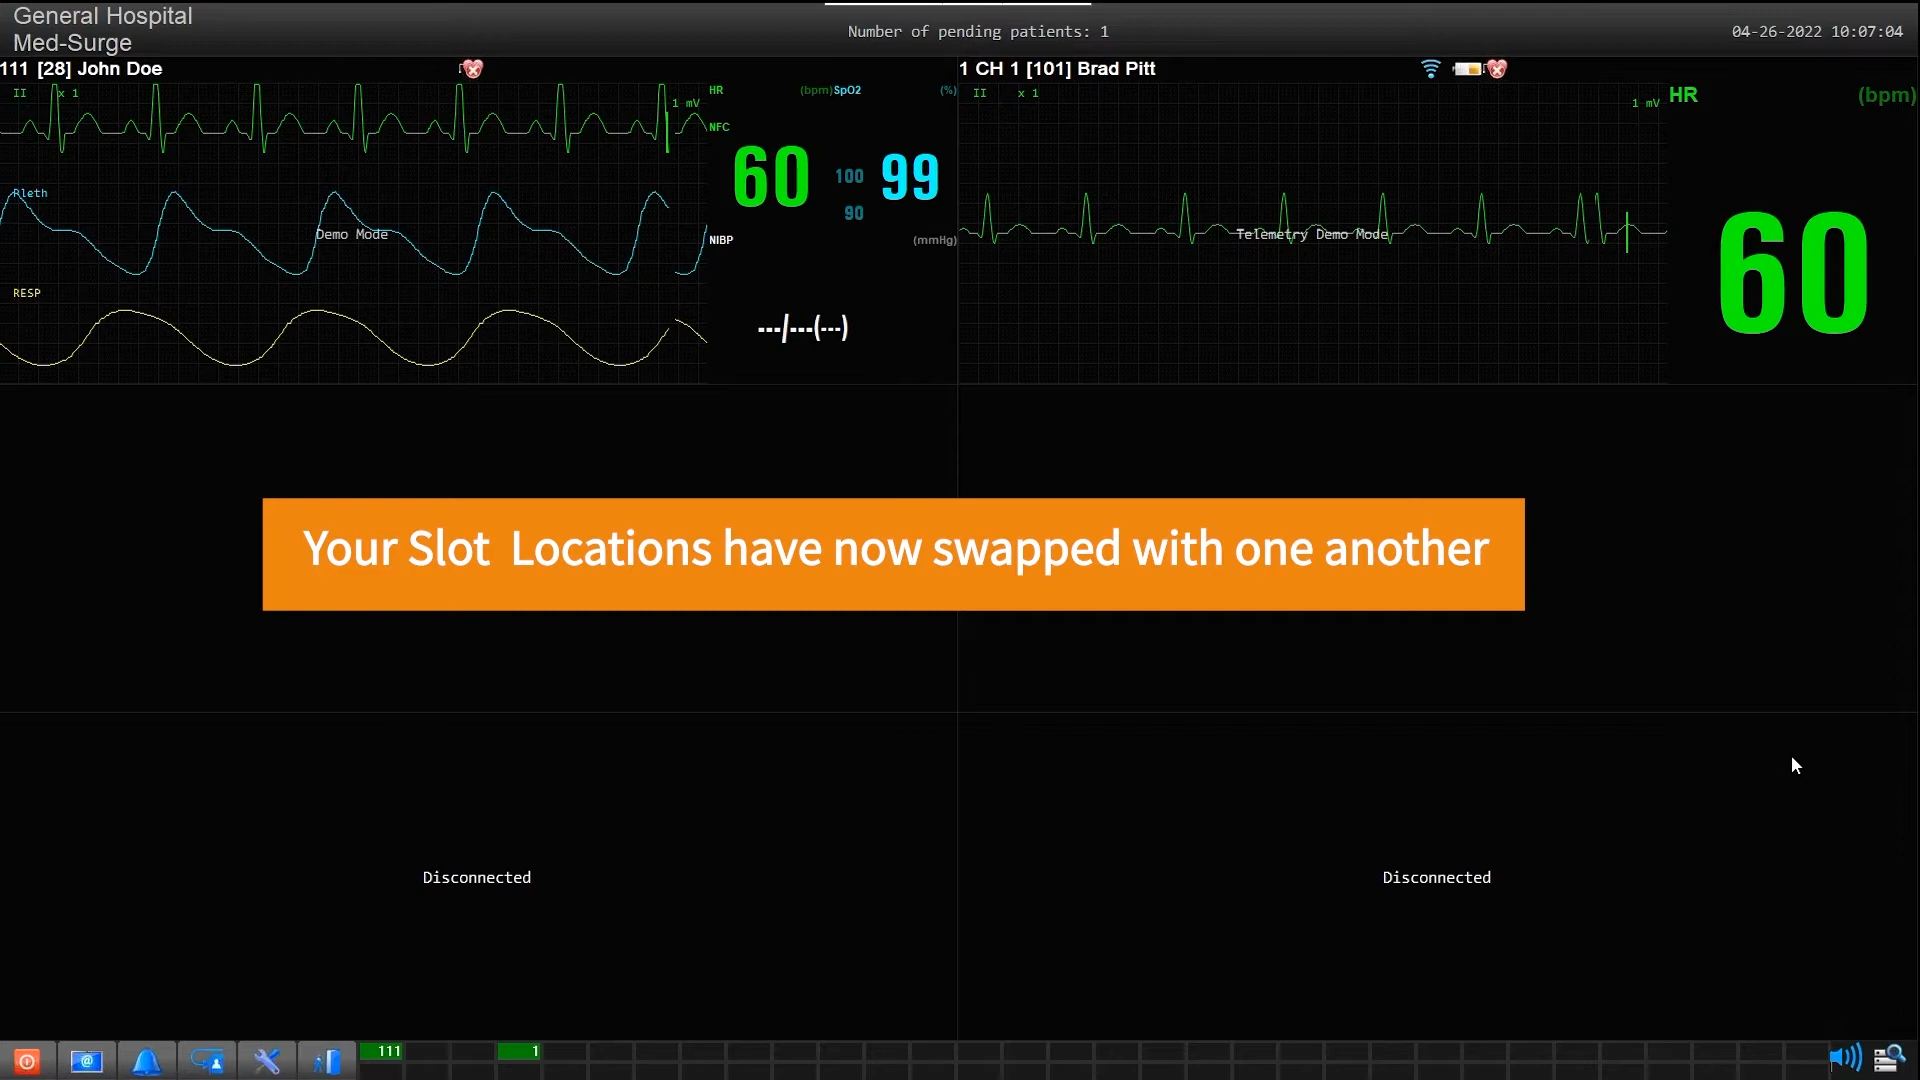 General Hospital
Med-Surge
Number of pending patients: 1
04-26-2022 10:07:04
111 [28] John Doe
1 CH 1 [101] Brad Pitt
II x 1
1 mV
HR (bpm)
SpO2 (%)
NFC
60
100
90
99
Pleth
Demo Mode
NIBP (mmHg)
RESP
---/---(---)
II x 1
1 mV
HR (bpm)
Telemetry Demo Mode
60
Your Slot Locations have now swapped with one another
Disconnected
Disconnected
111
1